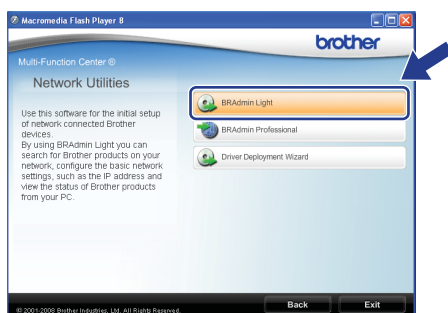 Macromedia Flash Player 8
brother
Multi-Function Center ®
Network Utilities
Use this software for the initial setup
of network connected Brother
devices.
By using BRAdmin Light you can
search for Brother products on your
network, configure the basic network
settings, such as the IP address and
view the status of Brother products
from your PC.
BRAdmin Light
BRAdmin Professional
Driver Deployment Wizard
© 2001-2008 Brother Industries, Ltd. All Rights Reserved.
Back
Exit